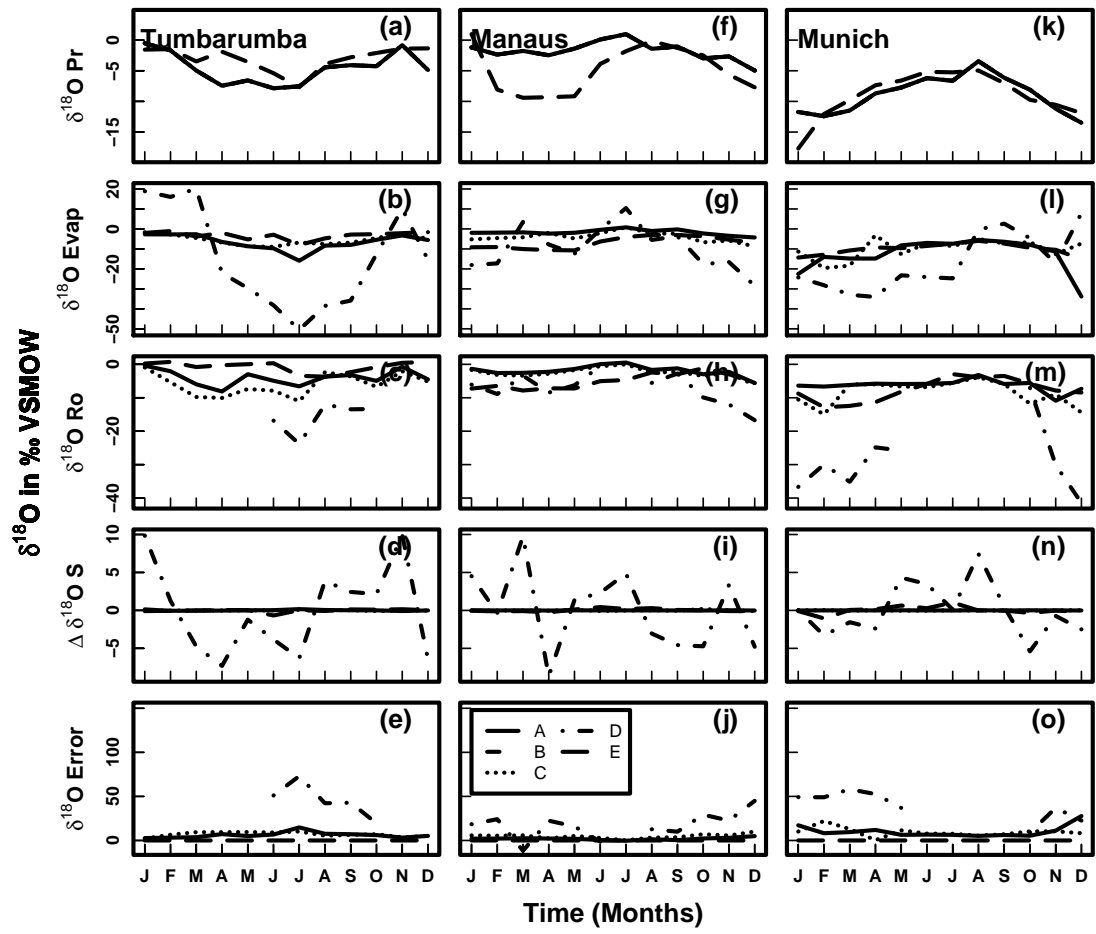 δ18O in ‰ VSMOW
Tumbarumba
(a)
Manaus
(f)
Munich
(k)
δ18O Pr
0
−5
−15
(b)
(g)
(l)
δ18O Evap
20
0
−20
−50
(c)
(h)
(m)
δ18O Ro
0
−20
−40
(d)
(i)
(n)
Δ δ18O S
10
5
0
−5
(e)
(j)
(o)
δ18O Error
100
50
0
A
B
C
D
E
J F M A M J J A S O N D
J F M A M J J A S O N D
J F M A M J J A S O N D
Time (Months)